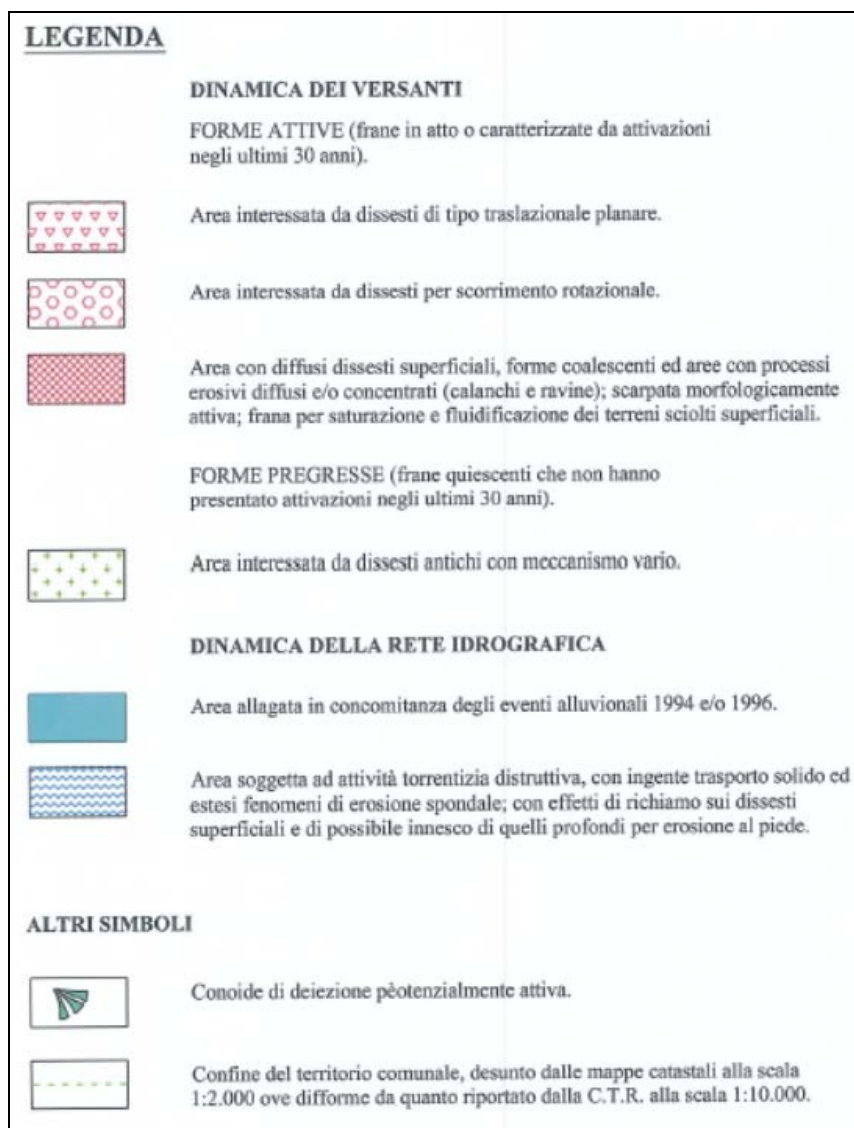 LEGENDA
DINAMICA DEI VERSANTI
FORME ATTIVE (frane in atto o caratterizzate da attivazioni
negli ultimi 30 anni).
Area interessata da dissesti di tipo traslazionale planare.
Area interessata da dissesti per scorrimento rotazionale.
Area con diffusi dissesti superficiali, forme coalescenti ed aree con processi
erosivi diffusi e/o concentrati (calanchi e ravine); scarpata morfologicamente
attiva; frana per saturazione e fluidificazione dei terreni sciolti superficiali.
FORME PREGRESSE (frane quiescenti che non hanno
presentato attivazioni negli ultimi 30 anni).
Area interessata da dissesti antichi con meccanismo vario.
DINAMICA DELLA RETE IDROGRAFICA
Area allagata in concomitanza degli eventi alluvionali 1994 e/o 1996.
Area soggetta ad attività torrentizia distruttiva, con ingente trasporto solido ed
estesi fenomeni di erosione spondale; con effetti di richiamo sui dissesti
superficiali e di possibile innesco di quelli profondi per erosione al piede.
ALTRI SIMBOLI
Conoide di deiezione pèotenzialmente attiva.
Confine del territorio comunale, desunto dalle mappe catastali alla scala
1:2.000 ove difforme da quanto riportato dalla C.T.R. alla scala 1:10.000.